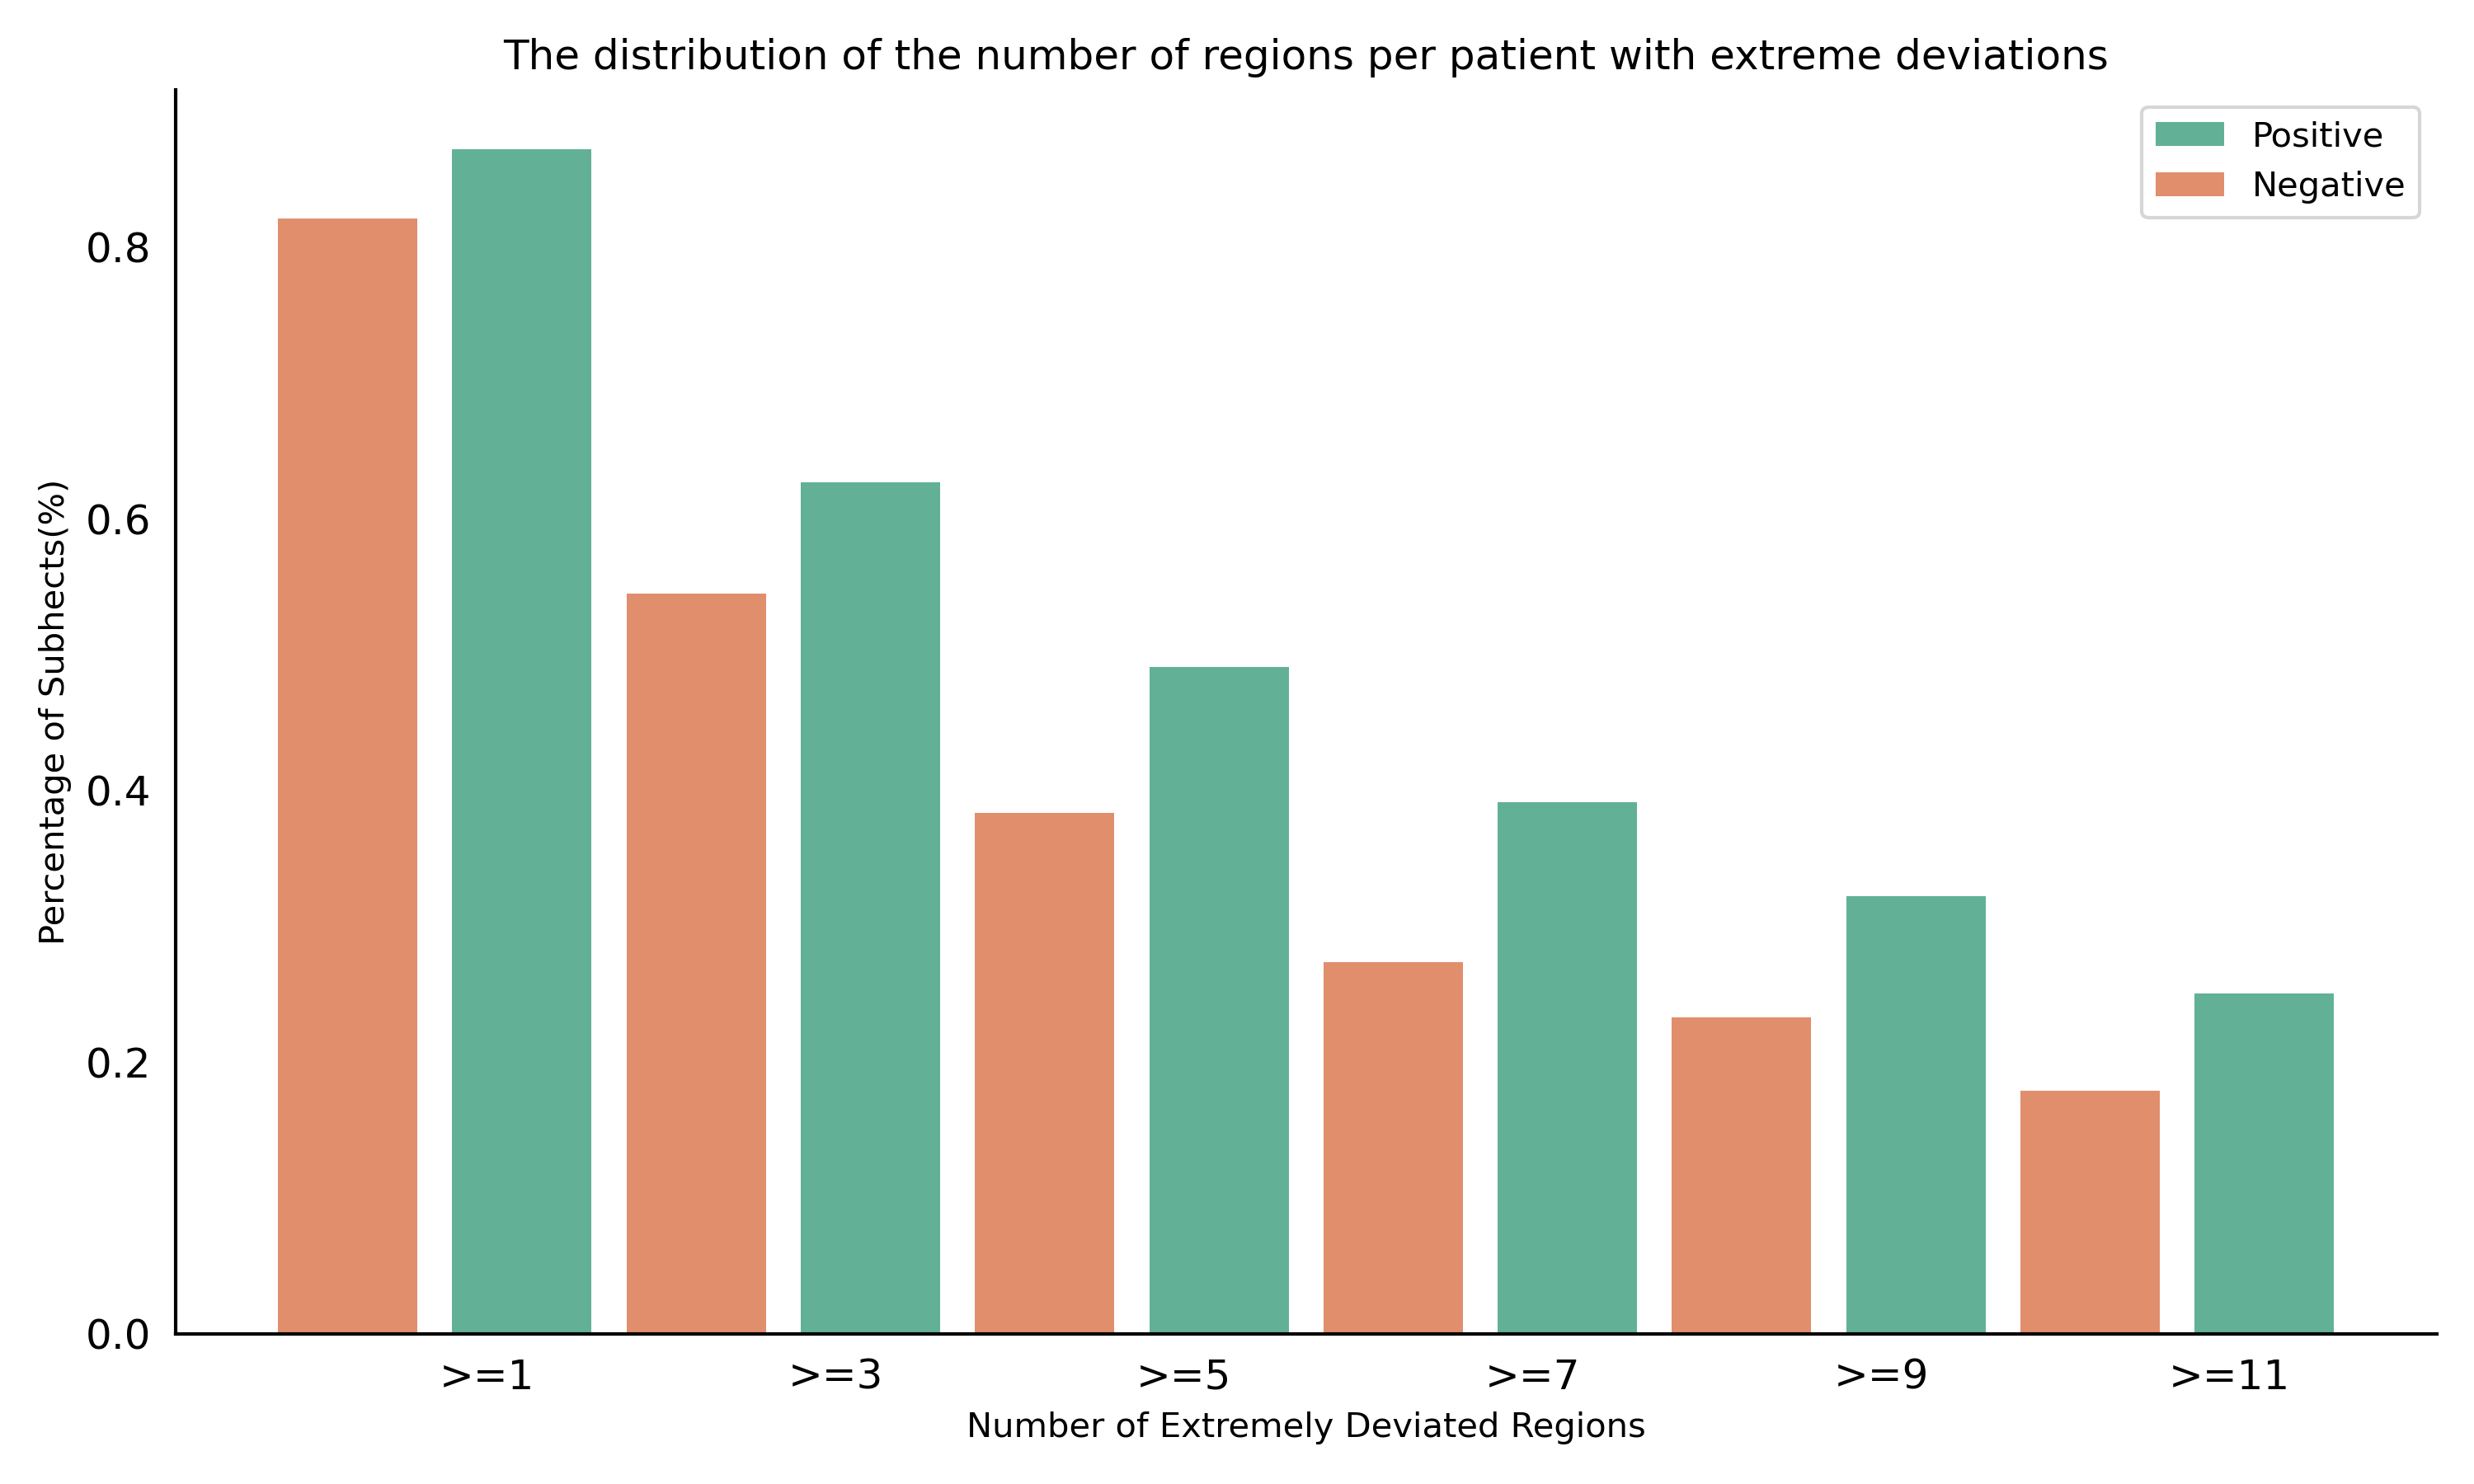 The distribution of the number of regions per patient with extreme deviations
Positive
Negative
Percentage of Subhects(%)
0.8
0.6
0.4
0.2
0.0
>=1 >=3 >=5 >=7 >=9 >=11
Number of Extremely Deviated Regions